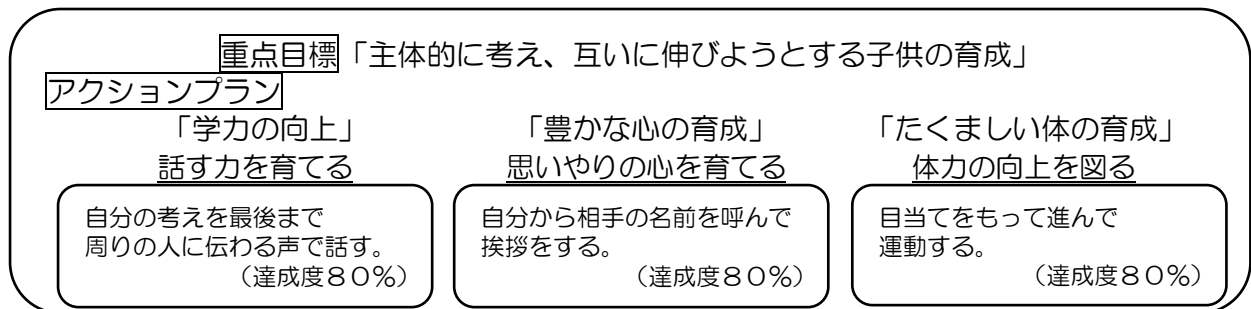 重点目標「主体的に考え、互いに伸びようとする子供の育成」
アクションプラン
「学力の向上」
話す力を育てる
自分の考えを最後まで
周りの人に伝わる声で話す。
（達成度８０％）
「豊かな心の育成」
思いやりの心を育てる
自分から相手の名前を呼んで
挨拶をする。
（達成度８０％）
「たくましい体の育成」
体力の向上を図る
目当てをもって進んで
運動する。
（達成度８０％）